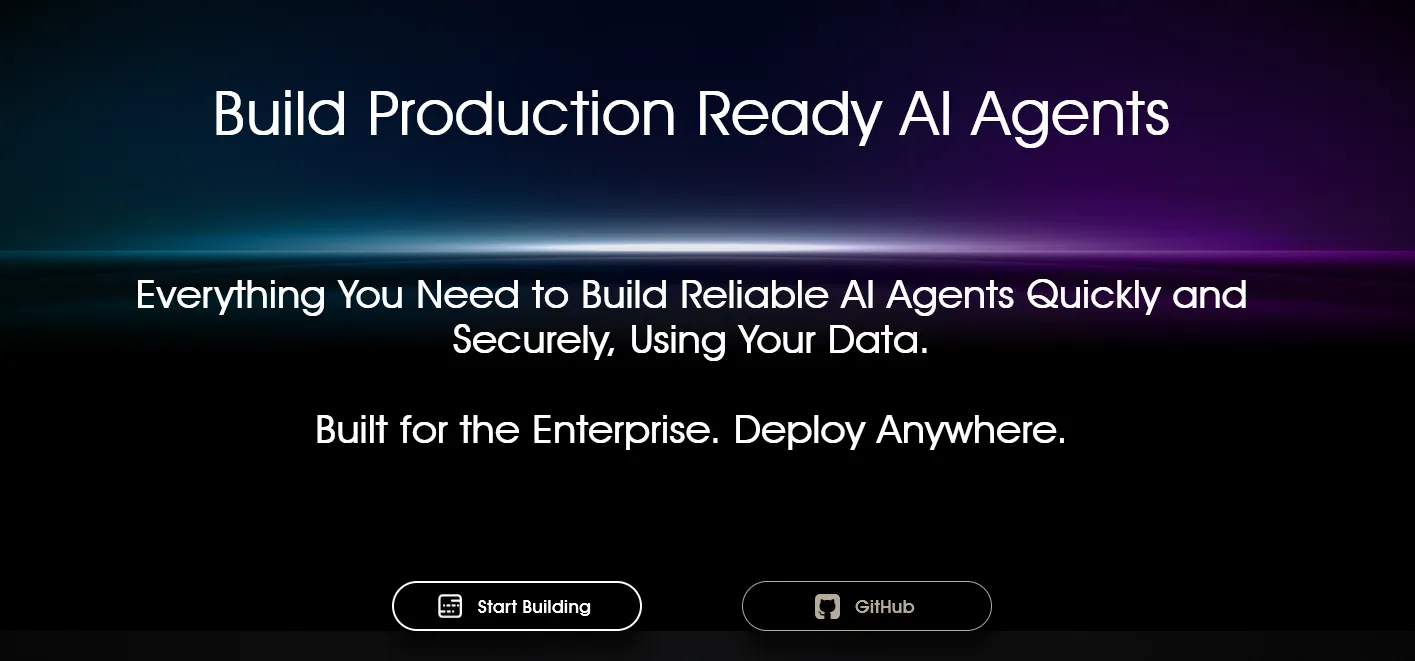 Build Production Ready AI Agents
Everything You Need to Build Reliable AI Agents Quickly and
Securely, Using Your Data.
Built for the Enterprise. Deploy Anywhere.
Start Building
GitHub